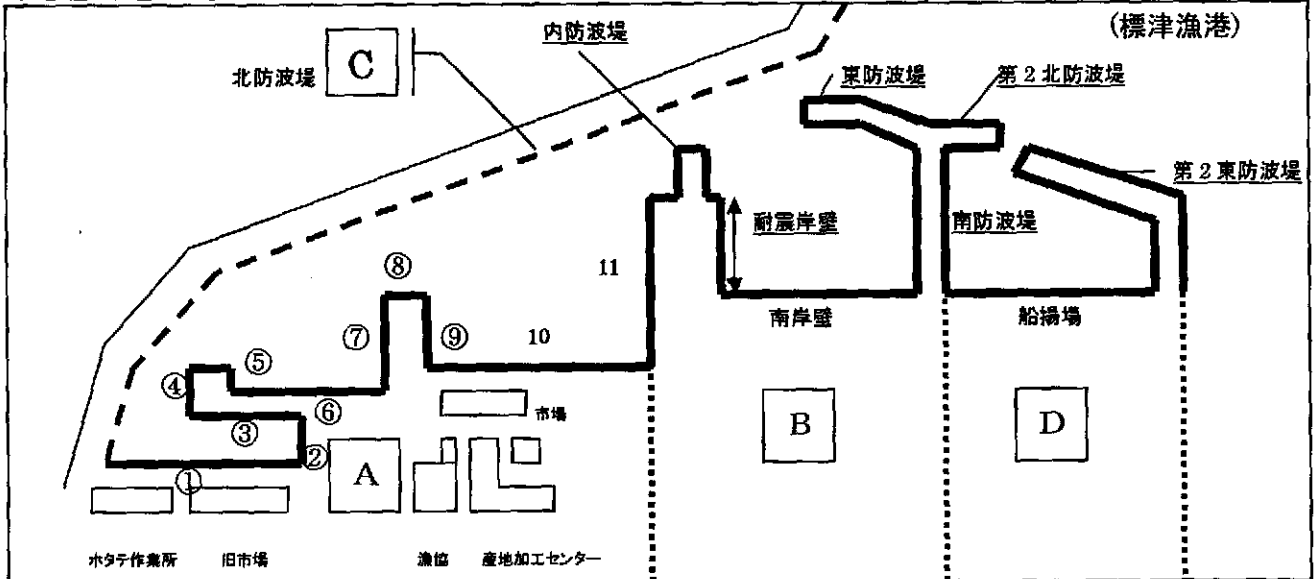 (標津漁港)
内防波堤
北防波堤
C
東防波堤
第2北防波堤
第2東防波堤
耐震岸壁
南防波堤
11
⑧
⑦
⑨
10
南岸壁
船揚場
⑤
④
⑥
③
市場
②
①
A
B
D
ホタテ作業所
旧市場
漁協
産地加工センター